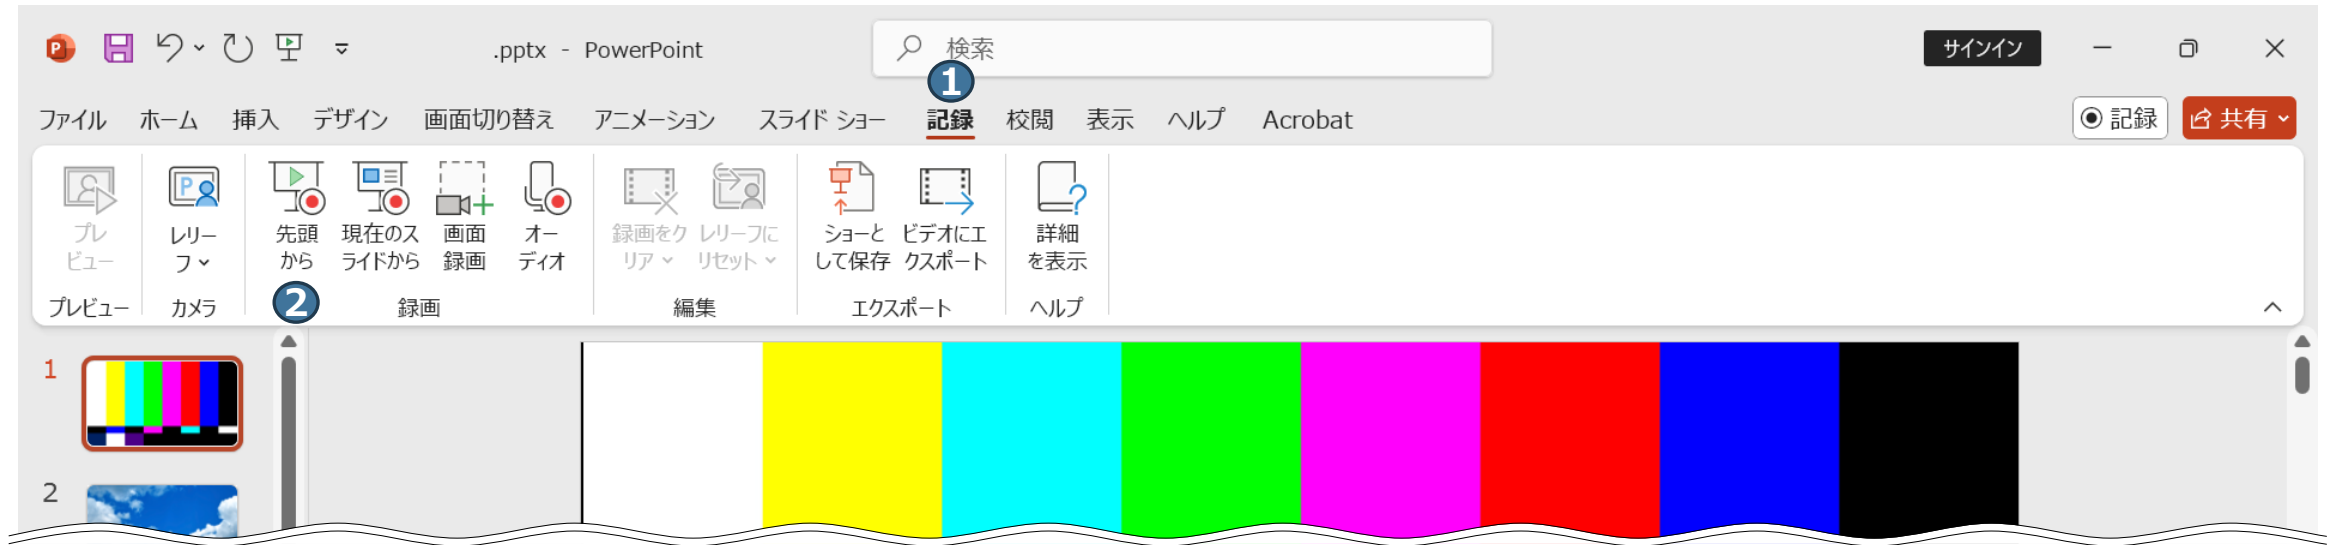 .pptx - PowerPoint
検索
サインイン
1
ファイル ホーム 挿入 デザイン 画面切り替え アニメーション スライド ショー 記録 校閲 表示 ヘルプ Acrobat
記録
共有
プレ
ビュー
レリー
フ
先頭
から
現在のス
ライドから
画面
録画
オー
ディオ
録画をク
リア
レリーフに
リセット
ショーと
して保存
ビデオにエ
クスポート
詳細
を表示
プレビュー
カメラ
2
録画
編集
エクスポート
ヘルプ
1
2